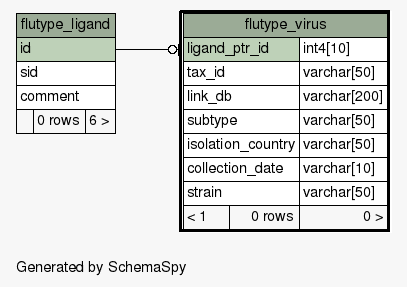 flutype_ligand
id
sid
comment
0 rows 6 >
flutype_virus
ligand_ptr_id int4[10]
tax_id varchar[50]
link_db varchar[200]
subtype varchar[50]
isolation_country varchar[50]
collection_date varchar[10]
strain varchar[50]
< 1 0 rows 0 >
Generated by SchemaSpy